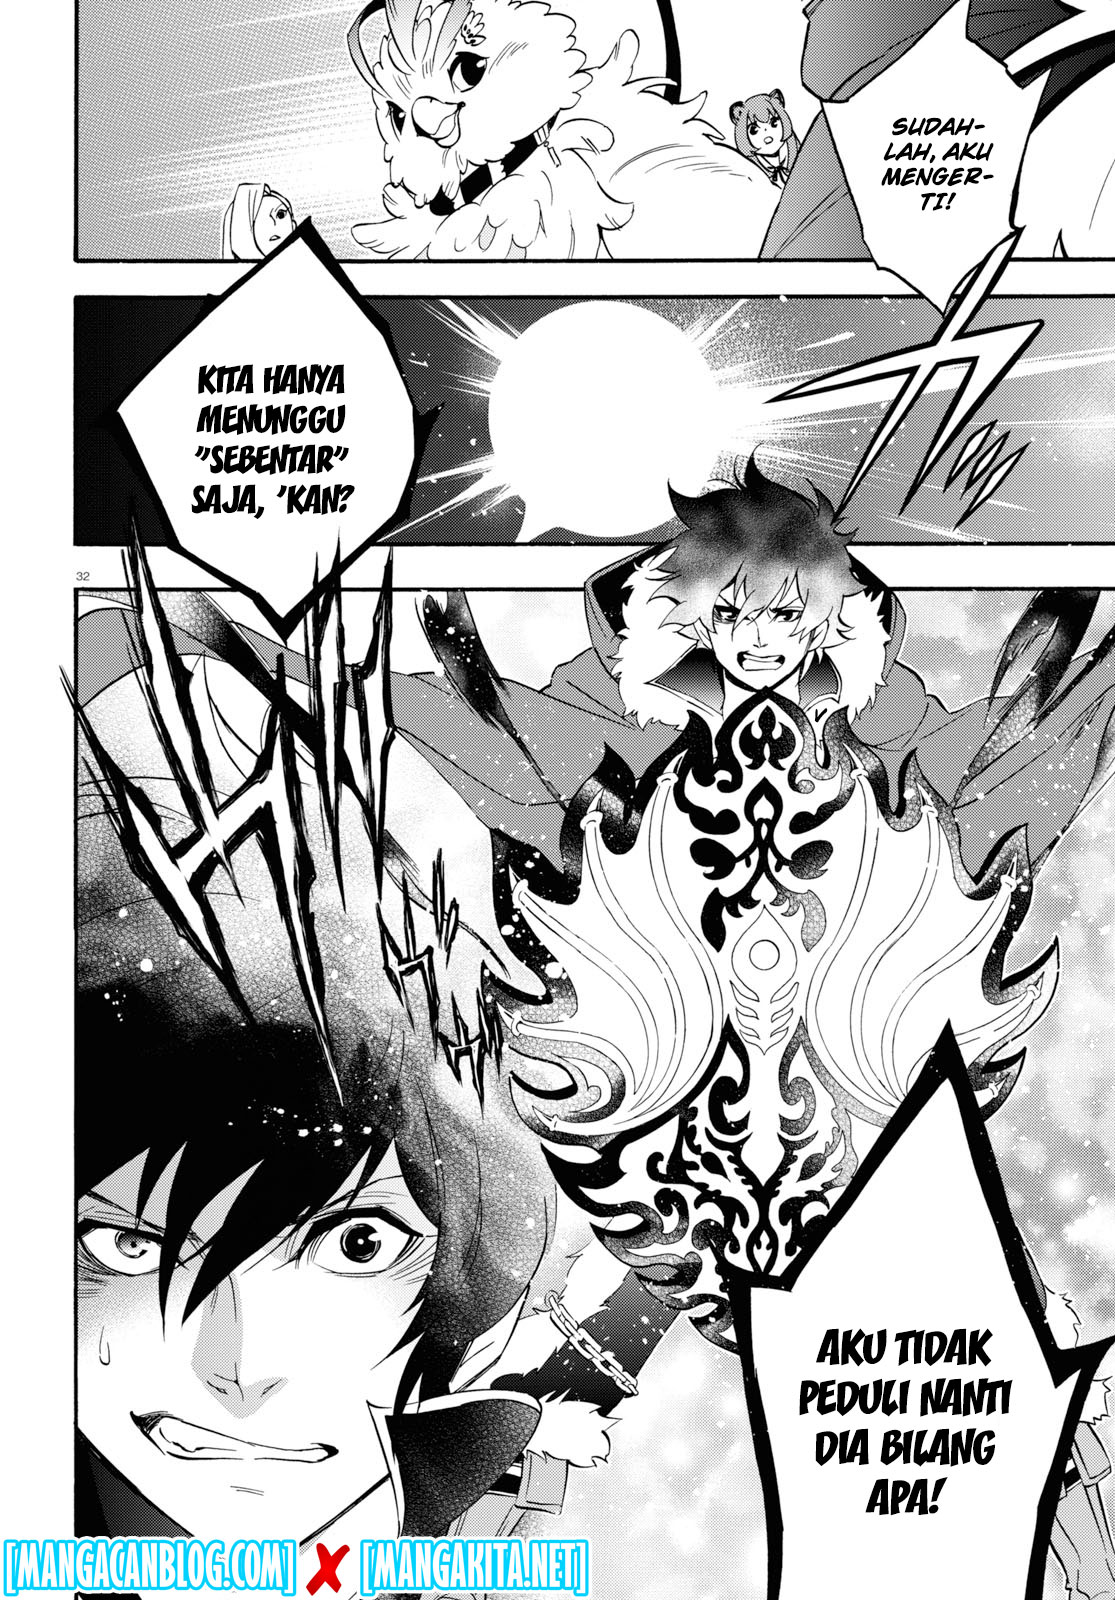 SUDAH-
LAH, AKU
MENGER-
TI!
KITA HANYA
MENUNGGU
"SEBENTAR"
SAJA, 'KAN?
32
AKU TIDAK
PEDULI NANTI
DIA BILANG
APA!
[MANGACANBLOG.COM] X [MANGAKITA.NET]